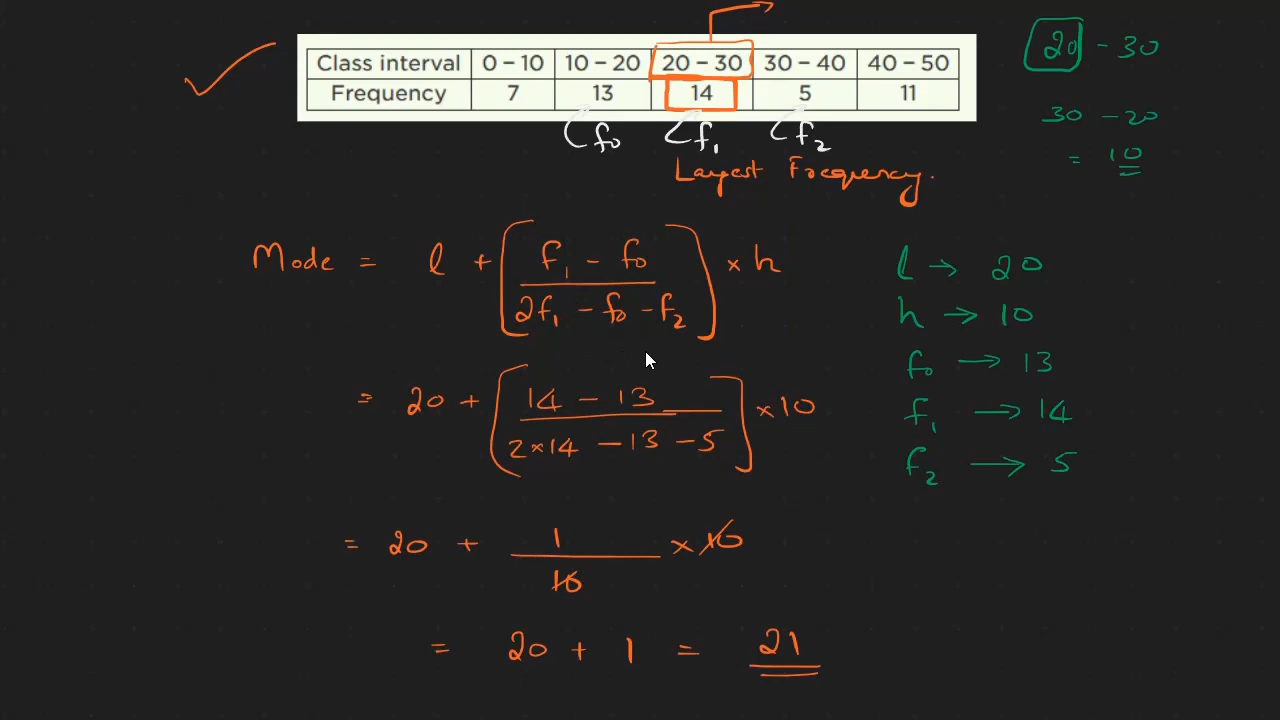 Class interval 0 – 10 10 – 20 20 – 30 30 – 40 40 – 50
Frequency 7 13 14 5 11
f₀ f₁ f₂
Largest Frequency.
20 - 30
30 - 20
= 10
Mode = l + [ (f₁ - f₀) / (2f₁ - f₀ - f₂) ] × h
= 20 + [ (14 - 13) / (2×14 - 13 - 5) ] × 10
= 20 + 1/10 × 10
= 20 + 1 = 21
l → 20
h → 10
f₀ → 13
f₁ → 14
f₂ → 5